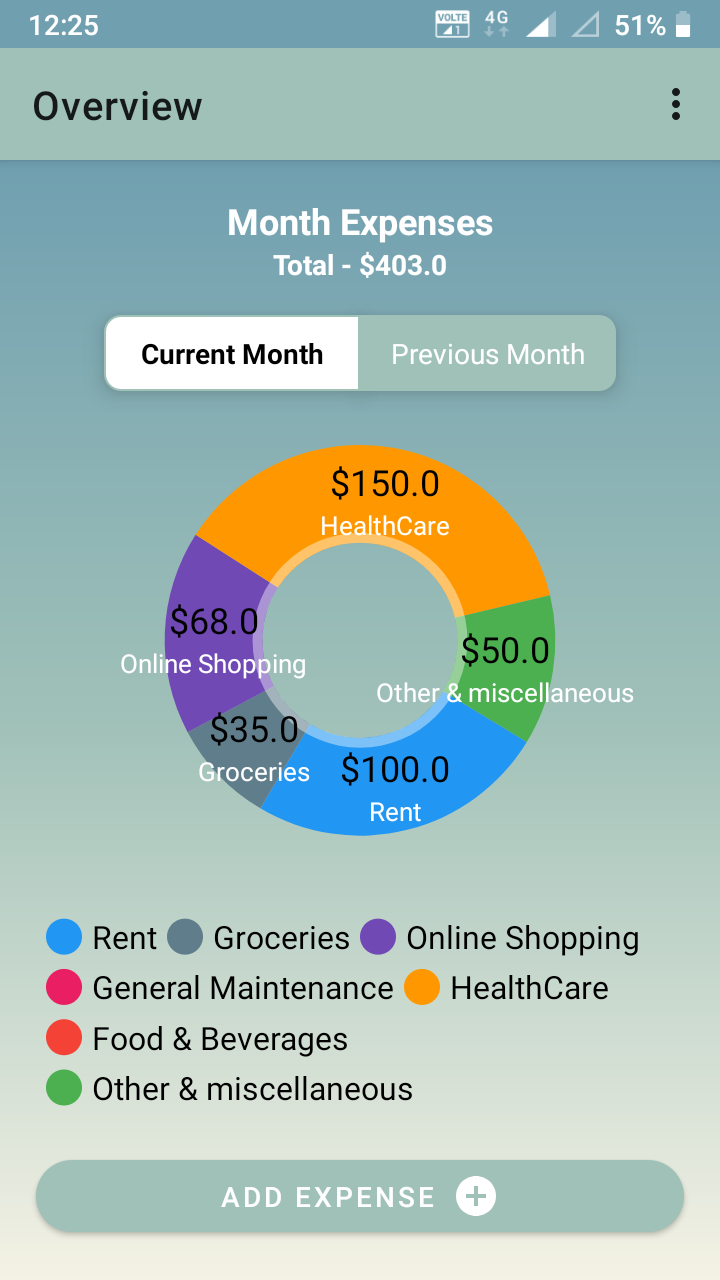 12:25 VOLTE 1 4G 51%
Overview
Month Expenses
Total - $403.0
Current Month Previous Month
$150.0
HealthCare
$68.0
Online Shopping
$50.0
Other & miscellaneous
$35.0
Groceries
$100.0
Rent
Rent Groceries Online Shopping
General Maintenance HealthCare
Food & Beverages
Other & miscellaneous
ADD EXPENSE